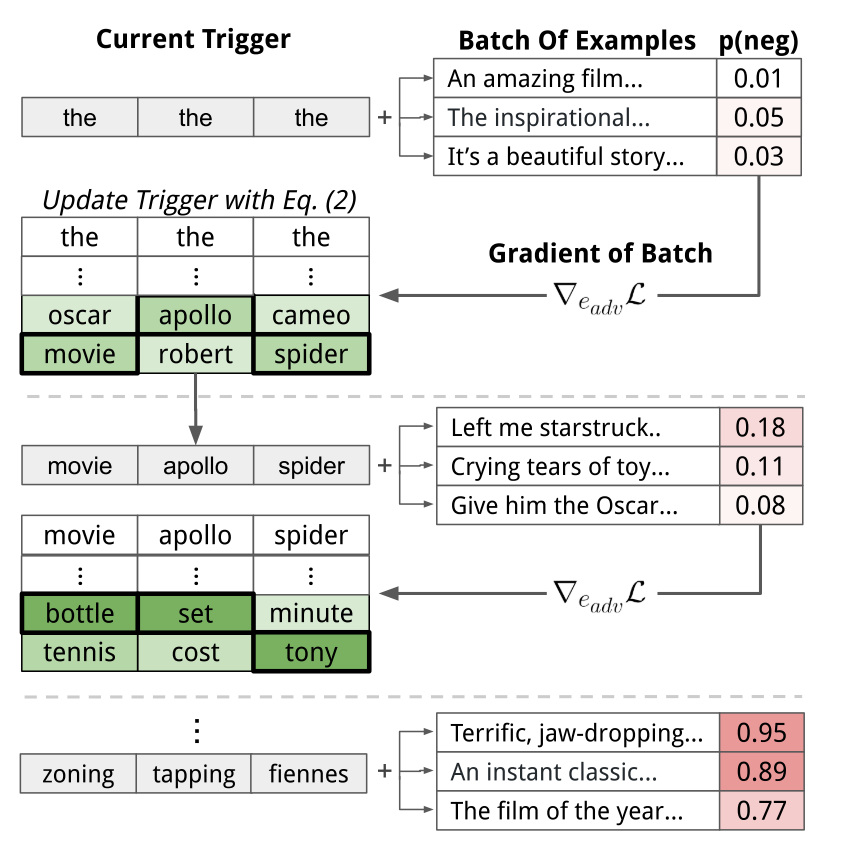 Current Trigger
Batch Of Examples p(neg)
the the the
+
An amazing film... 0.01
The inspirational... 0.05
It's a beautiful story... 0.03
Update Trigger with Eq. (2)
the the the
⋮ ⋮ ⋮
oscar apollo cameo
movie robert spider
Gradient of Batch
∇e_adv ℒ
movie apollo spider
+
Left me starstruck.. 0.18
Crying tears of toy... 0.11
Give him the Oscar... 0.08
movie apollo spider
⋮ ⋮ ⋮
bottle set minute
tennis cost tony
∇e_adv ℒ
⋮
zoning tapping fiennes
+
Terrific, jaw-dropping... 0.95
An instant classic... 0.89
The film of the year... 0.77